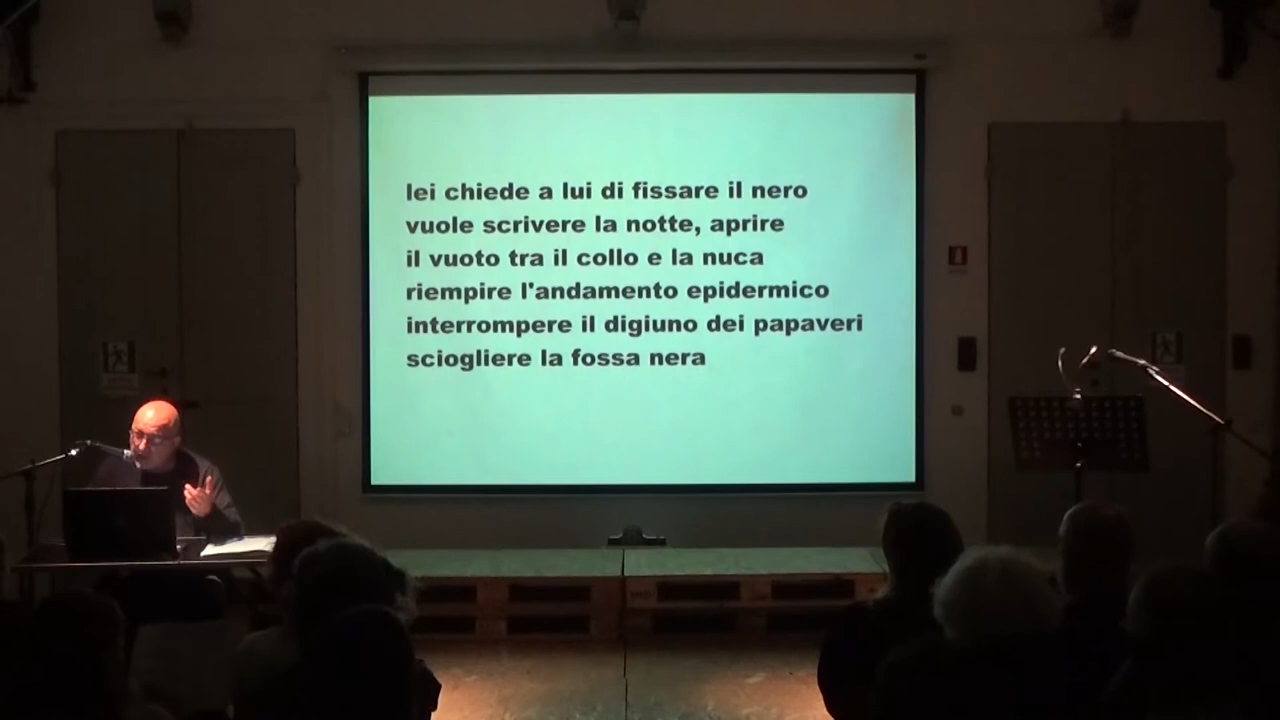 lei chiede a lui di fissare il nero
vuole scrivere la notte, aprire
il vuoto tra il collo e la nuca
riempire l'andamento epidermico
interrompere il digiuno dei papaveri
sciogliere la fossa nera